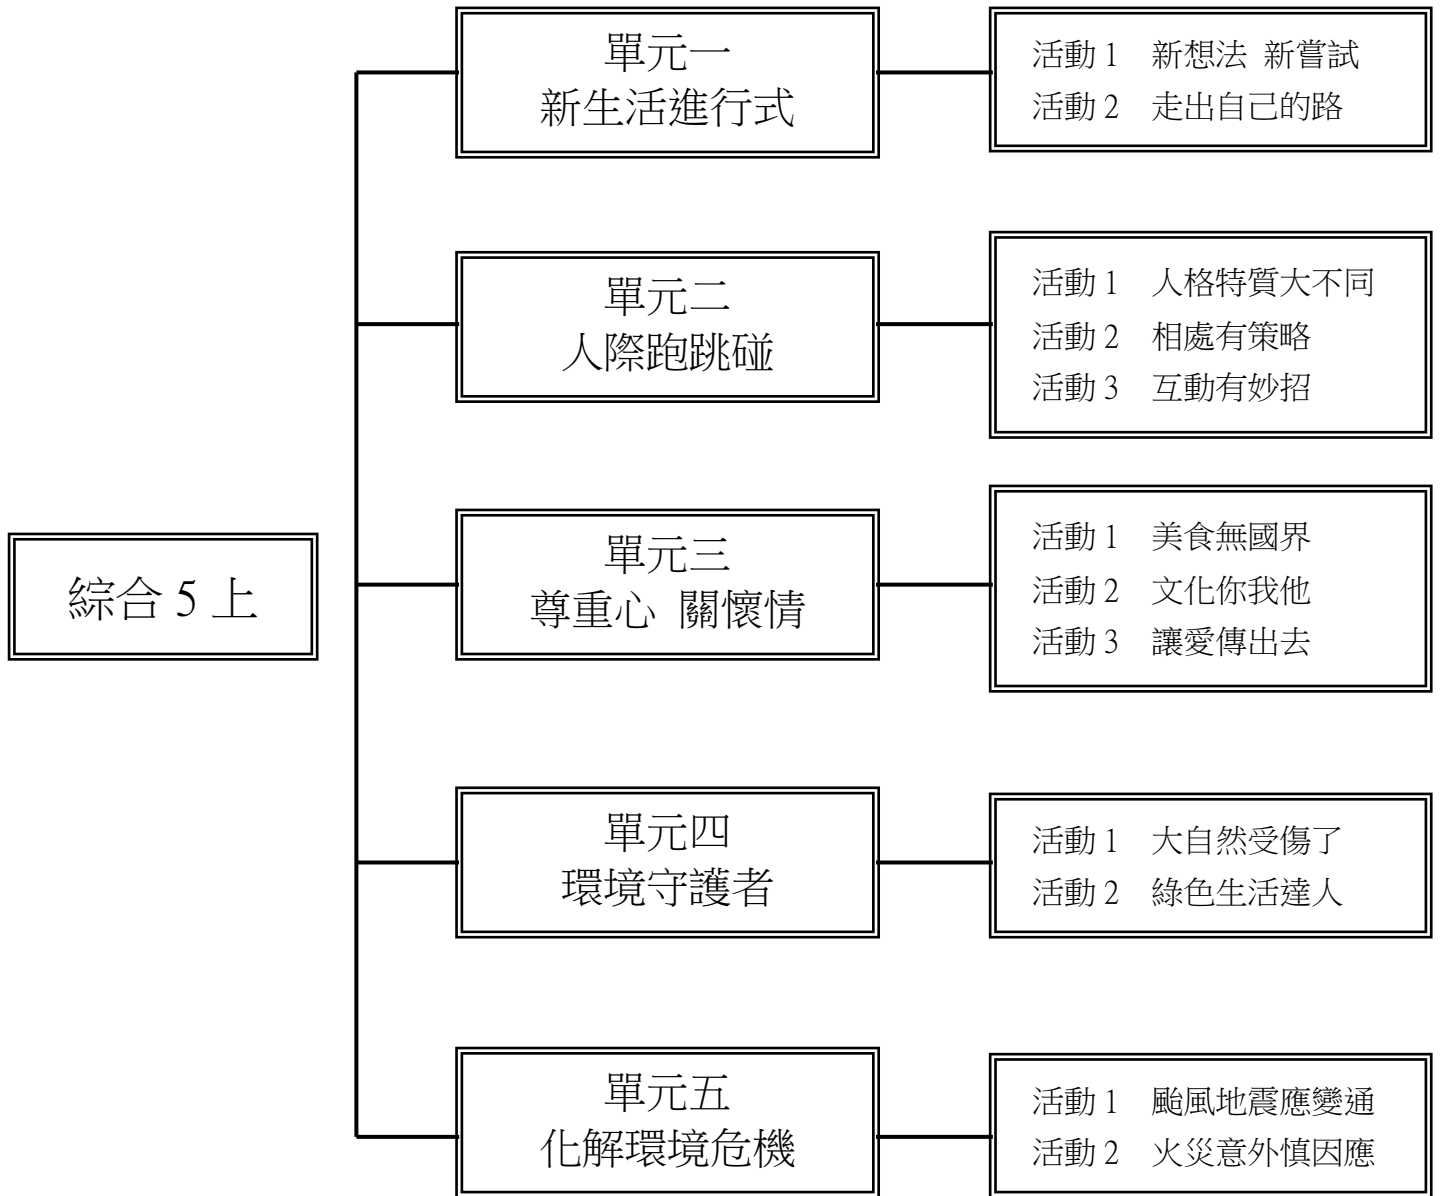 綜合 5 上
單元一
新生活進行式
活動 1 新想法 新嘗試
活動 2 走出自己的路
單元二
人際跑跳碰
活動 1 人格特質大不同
活動 2 相處有策略
活動 3 互動有妙招
單元三
尊重心 關懷情
活動 1 美食無國界
活動 2 文化你我他
活動 3 讓愛傳出去
單元四
環境守護者
活動 1 大自然受傷了
活動 2 綠色生活達人
單元五
化解環境危機
活動 1 颱風地震應變通
活動 2 火災意外慎因應